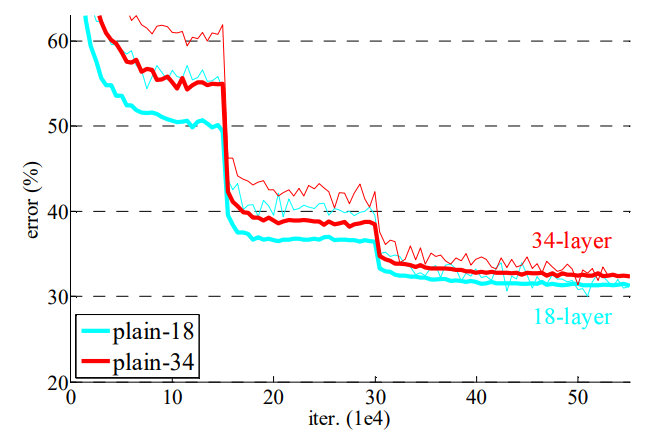 60
50
40
30
20
error (%)
34-layer
18-layer
plain-18
plain-34
0 10 20 30 40 50
iter. (1e4)